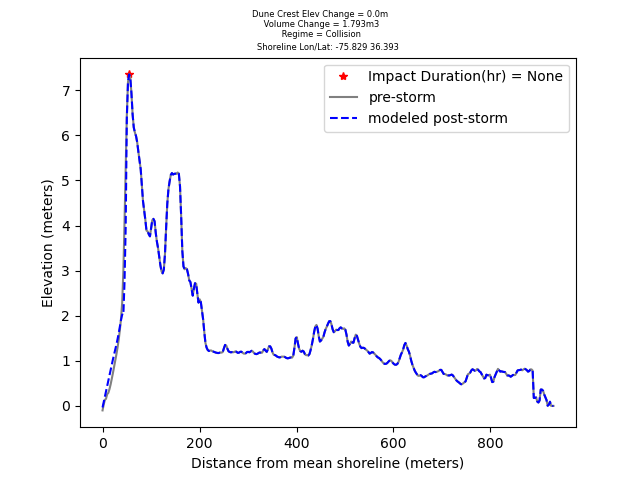 Dune Crest Elev Change = 0.0m
Volume Change = 1.793m3
Regime = Collision
Shoreline Lon/Lat: -75.829 36.393
Impact Duration(hr) = None
pre-storm
modeled post-storm
Elevation (meters)
7
6
5
4
3
2
1
0
0 200 400 600 800
Distance from mean shoreline (meters)